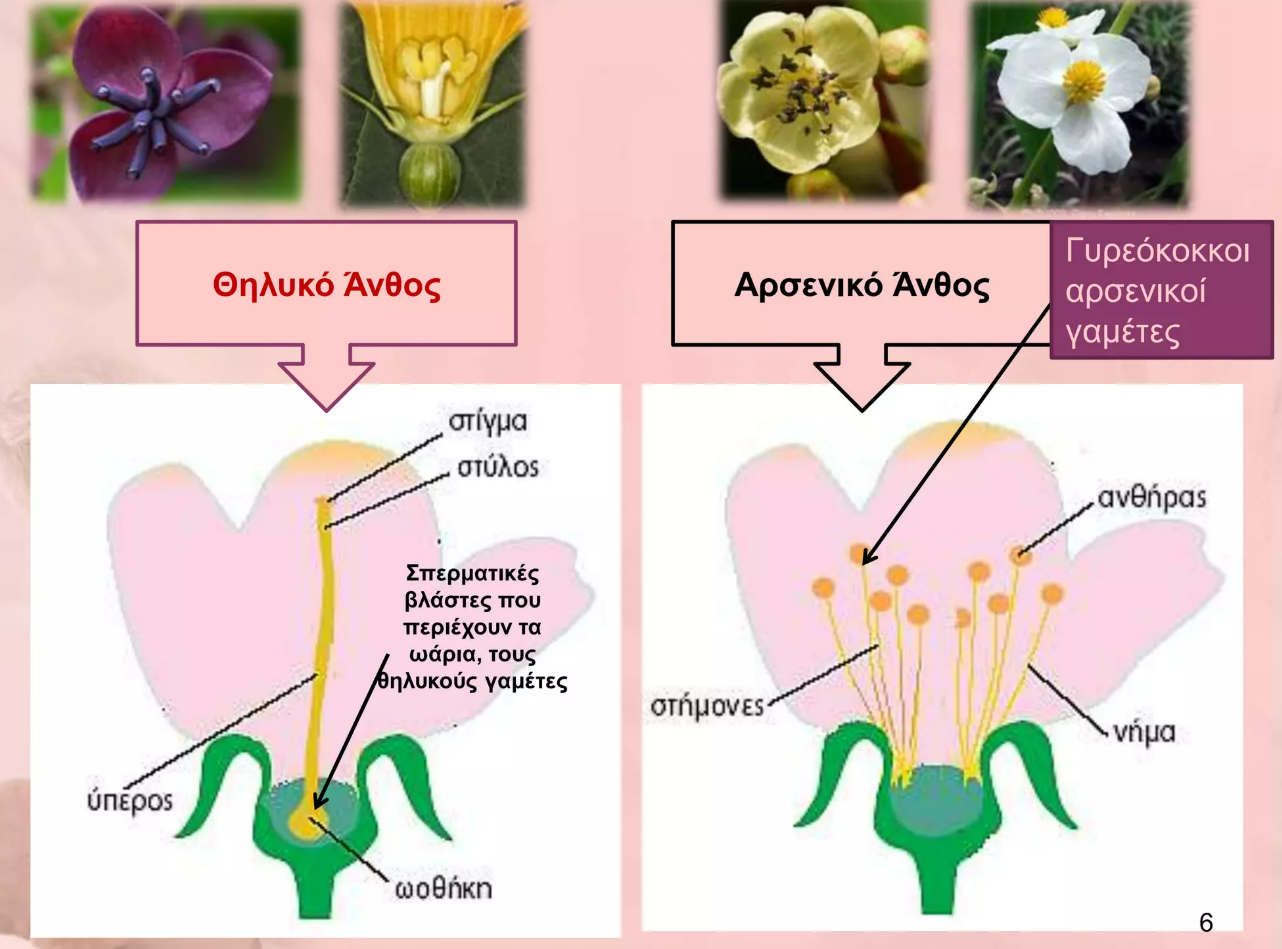 Θηλυκό Άνθος
Αρσενικό Άνθος
Γυρεόκοκκοι
αρσενικοί
γαμέτες
στίγμα
στύλος
Σπερματικές
βλάστες που
περιέχουν τα
ωάρια, τους
θηλυκούς γαμέτες
ύπερος
ωοθήκη
ανθήρας
στήμονες
νήμα
6